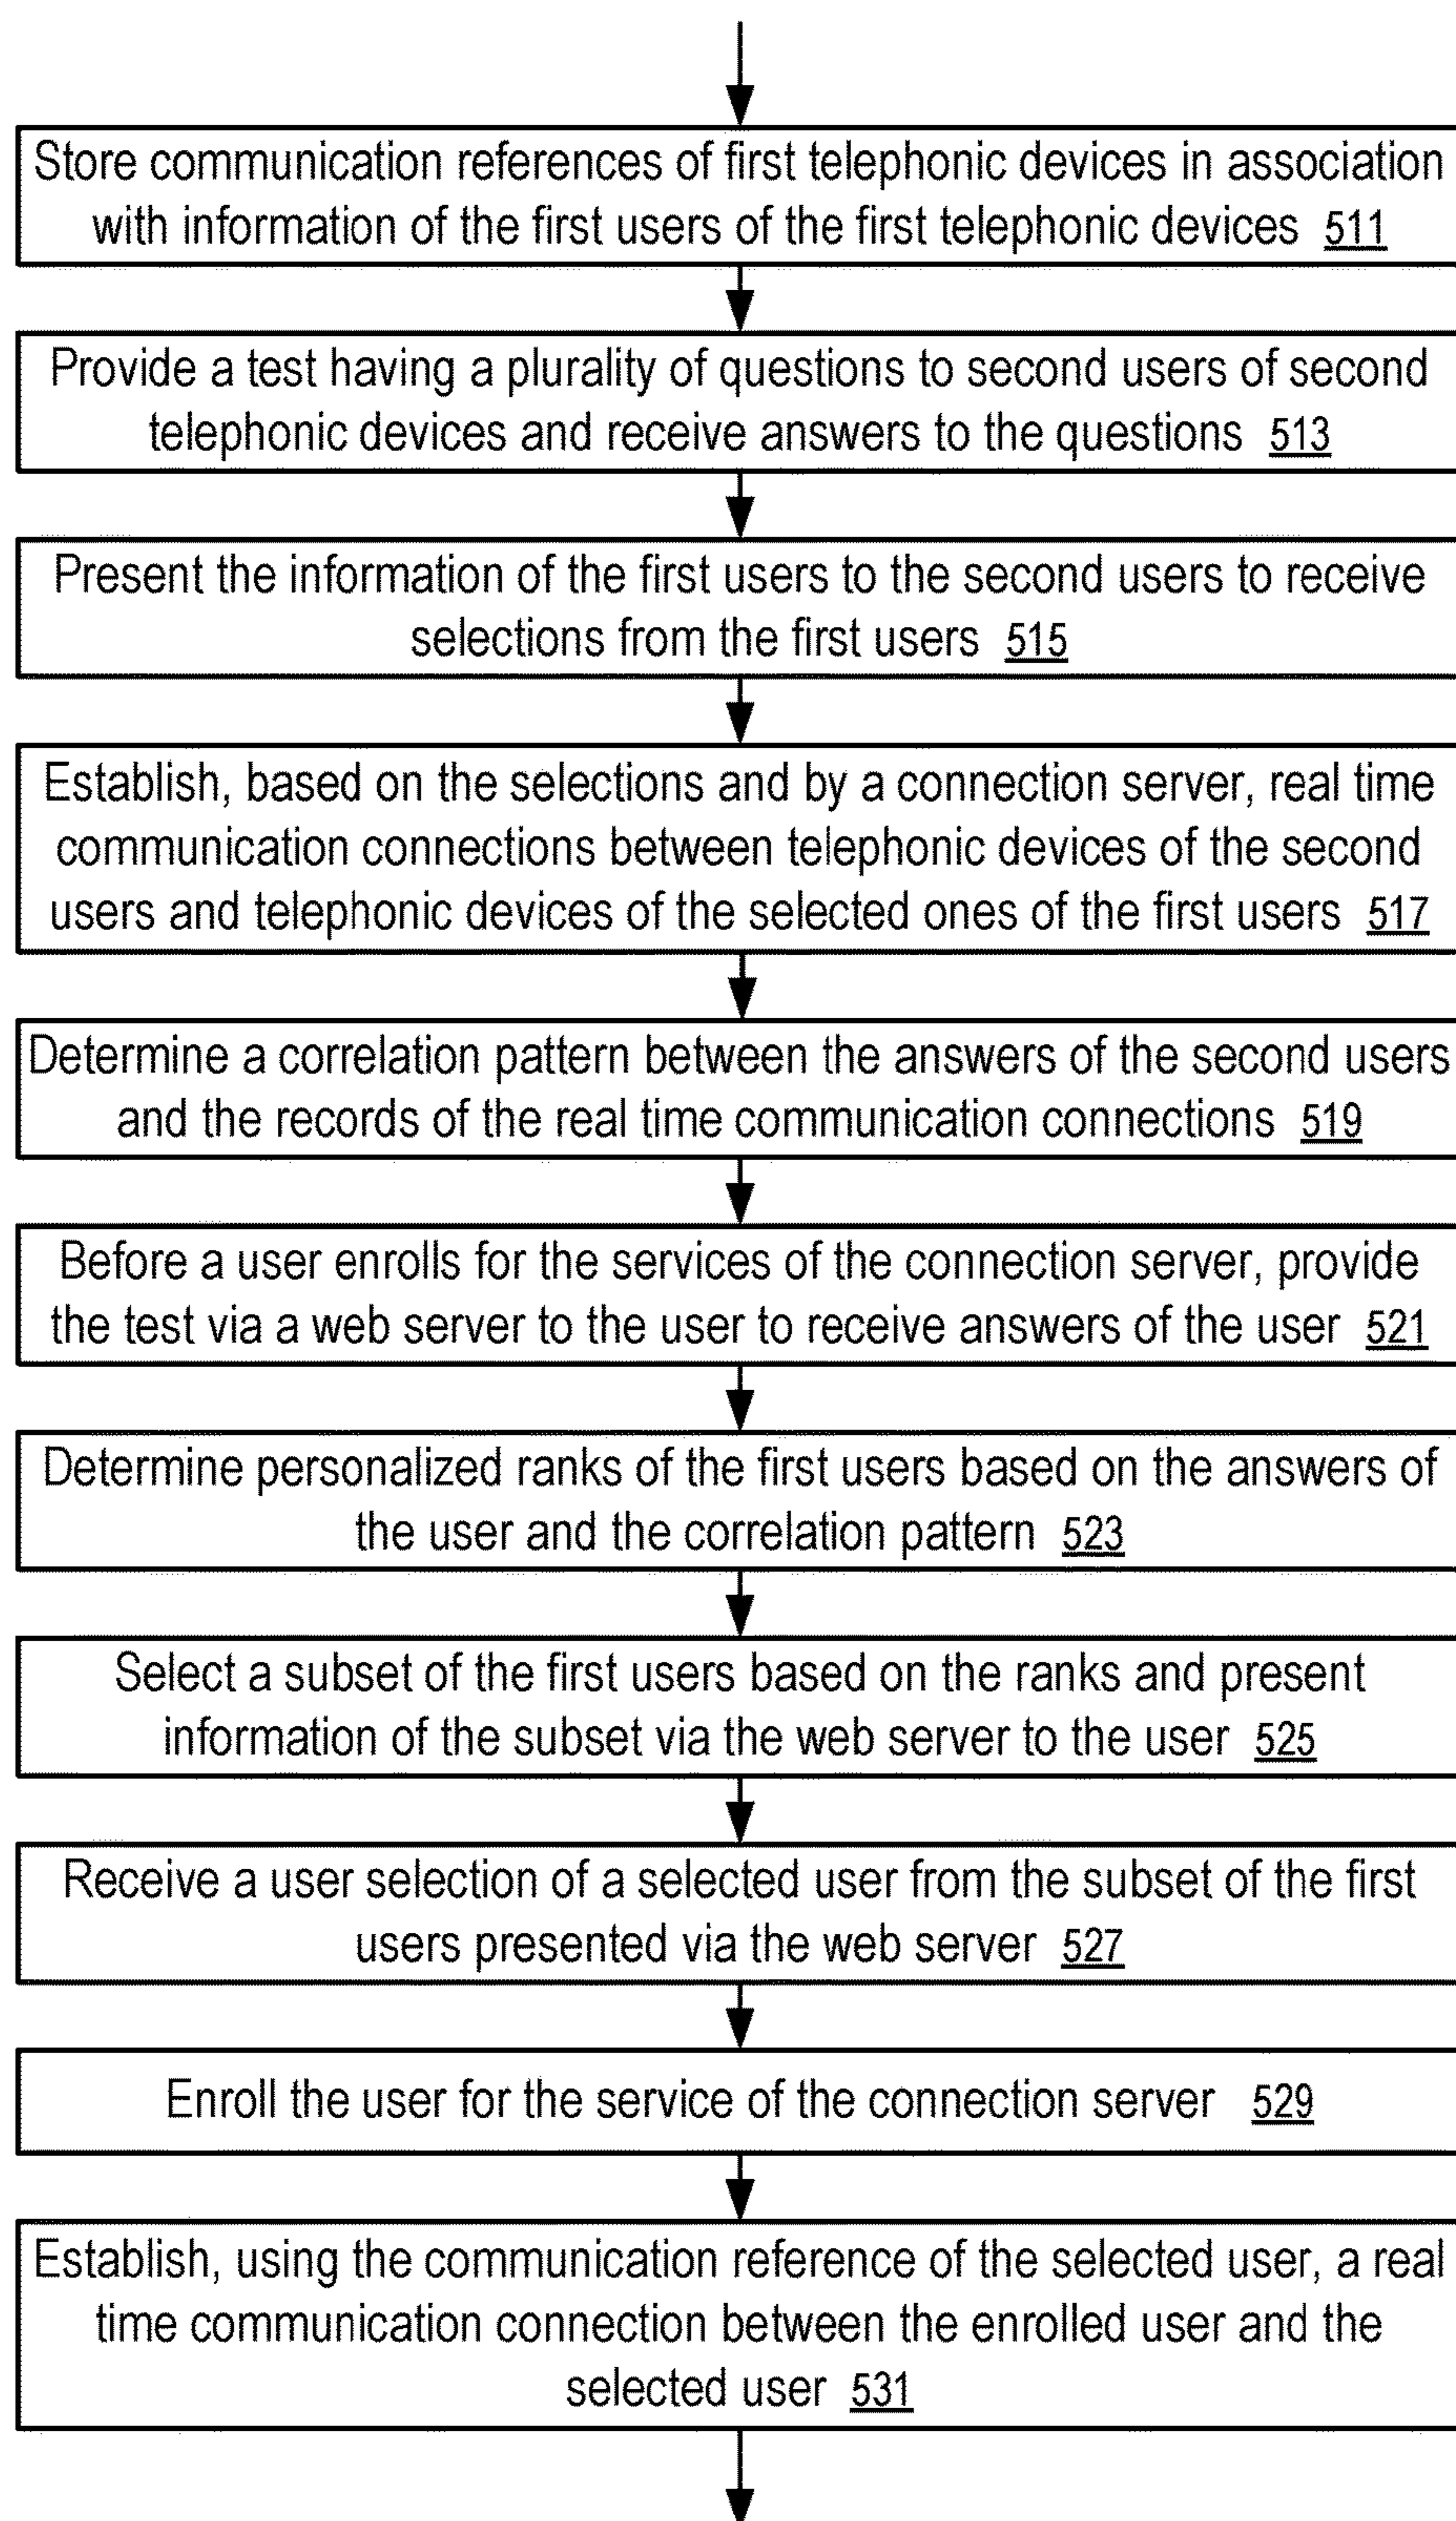 Store communication references of first telephonic devices in association
with information of the first users of the first telephonic devices 511
Provide a test having a plurality of questions to second users of second
telephonic devices and receive answers to the questions 513
Present the information of the first users to the second users to receive
selections from the first users 515
Establish, based on the selections and by a connection server, real time
communication connections between telephonic devices of the second
users and telephonic devices of the selected ones of the first users 517
Determine a correlation pattern between the answers of the second users
and the records of the real time communication connections 519
Before a user enrolls for the services of the connection server, provide
the test via a web server to the user to receive answers of the user 521
Determine personalized ranks of the first users based on the answers of
the user and the correlation pattern 523
Select a subset of the first users based on the ranks and present
information of the subset via the web server to the user 525
Receive a user selection of a selected user from the subset of the first
users presented via the web server 527
Enroll the user for the service of the connection server 529
Establish, using the communication reference of the selected user, a real
time communication connection between the enrolled user and the
selected user 531